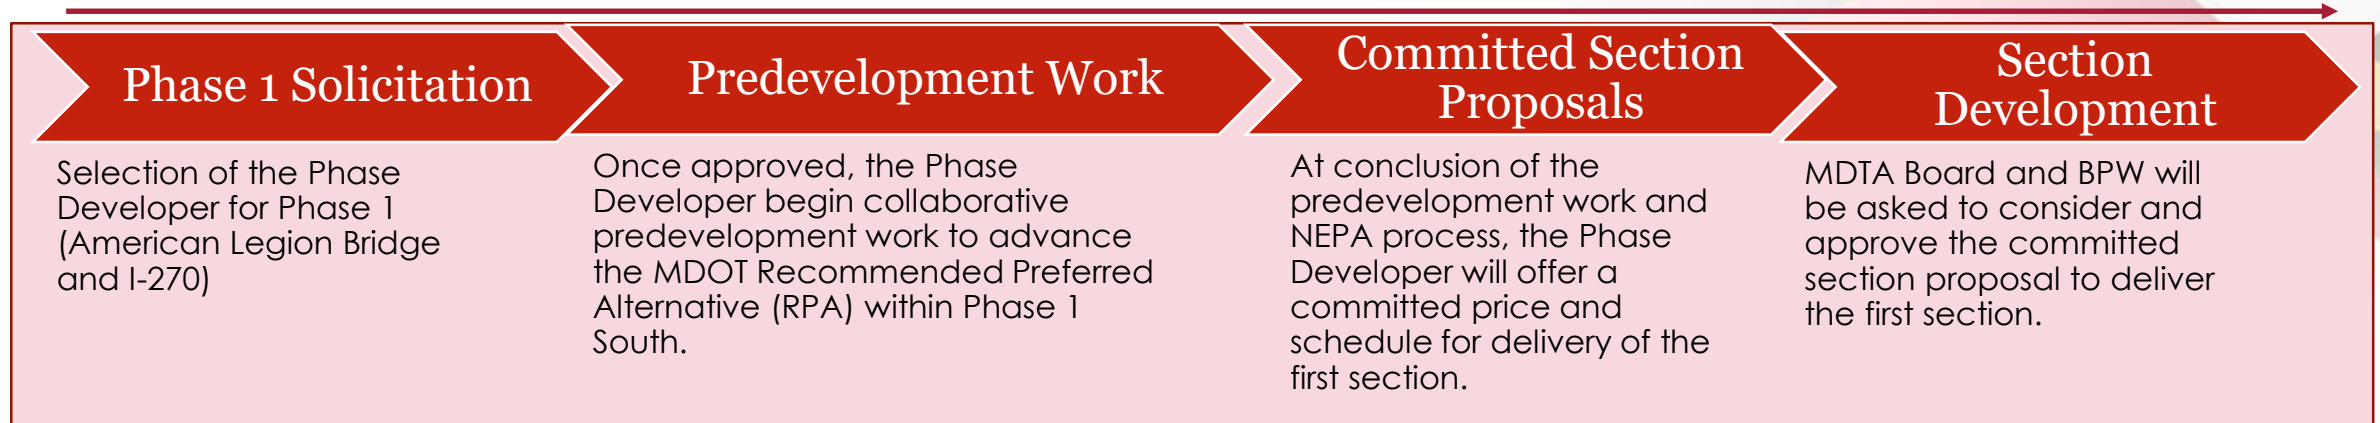 Phase 1 Solicitation
Selection of the Phase
Developer for Phase 1
(American Legion Bridge
and I-270)
Predevelopment Work
Once approved, the Phase
Developer begin collaborative
predevelopment work to advance
the MDOT Recommended Preferred
Alternative (RPA) within Phase 1
South.
Committed Section
Proposals
At conclusion of the
predevelopment work and
NEPA process, the Phase
Developer will offer a
committed price and
schedule for delivery of the
first section.
Section
Development
MDTA Board and BPW will
be asked to consider and
approve the committed
section proposal to deliver
the first section.